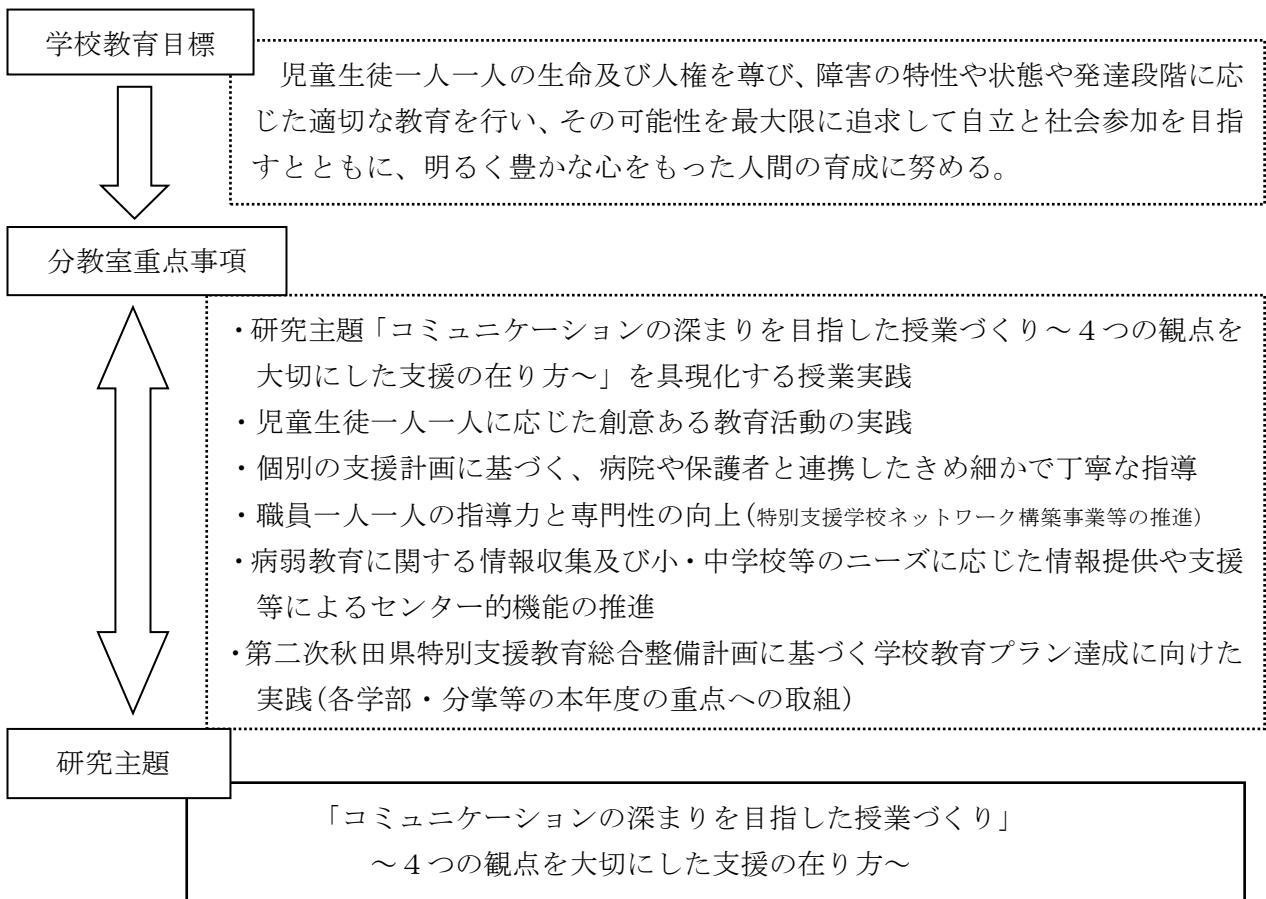 学校教育目標
児童生徒一人一人の生命及び人権を尊び、障害の特性や状態や発達段階に応
じた適切な教育を行い、その可能性を最大限に追求して自立と社会参加を目指
すとともに、明るく豊かな心をもった人間の育成に努める。
分教室重点事項
・研究主題「コミュニケーションの深まりを目指した授業づくり～４つの観点を
大切にした支援の在り方～」を具現化する授業実践
・児童生徒一人一人に応じた創意ある教育活動の実践
・個別の支援計画に基づく、病院や保護者と連携したきめ細かで丁寧な指導
・職員一人一人の指導力と専門性の向上(特別支援学校ネットワーク構築事業等の推進)
・病弱教育に関する情報収集及び小・中学校等のニーズに応じた情報提供や支援
等によるセンター的機能の推進
・第二次秋田県特別支援教育総合整備計画に基づく学校教育プラン達成に向けた
実践(各学部・分掌等の本年度の重点への取組)
研究主題
「コミュニケーションの深まりを目指した授業づくり」
～４つの観点を大切にした支援の在り方～